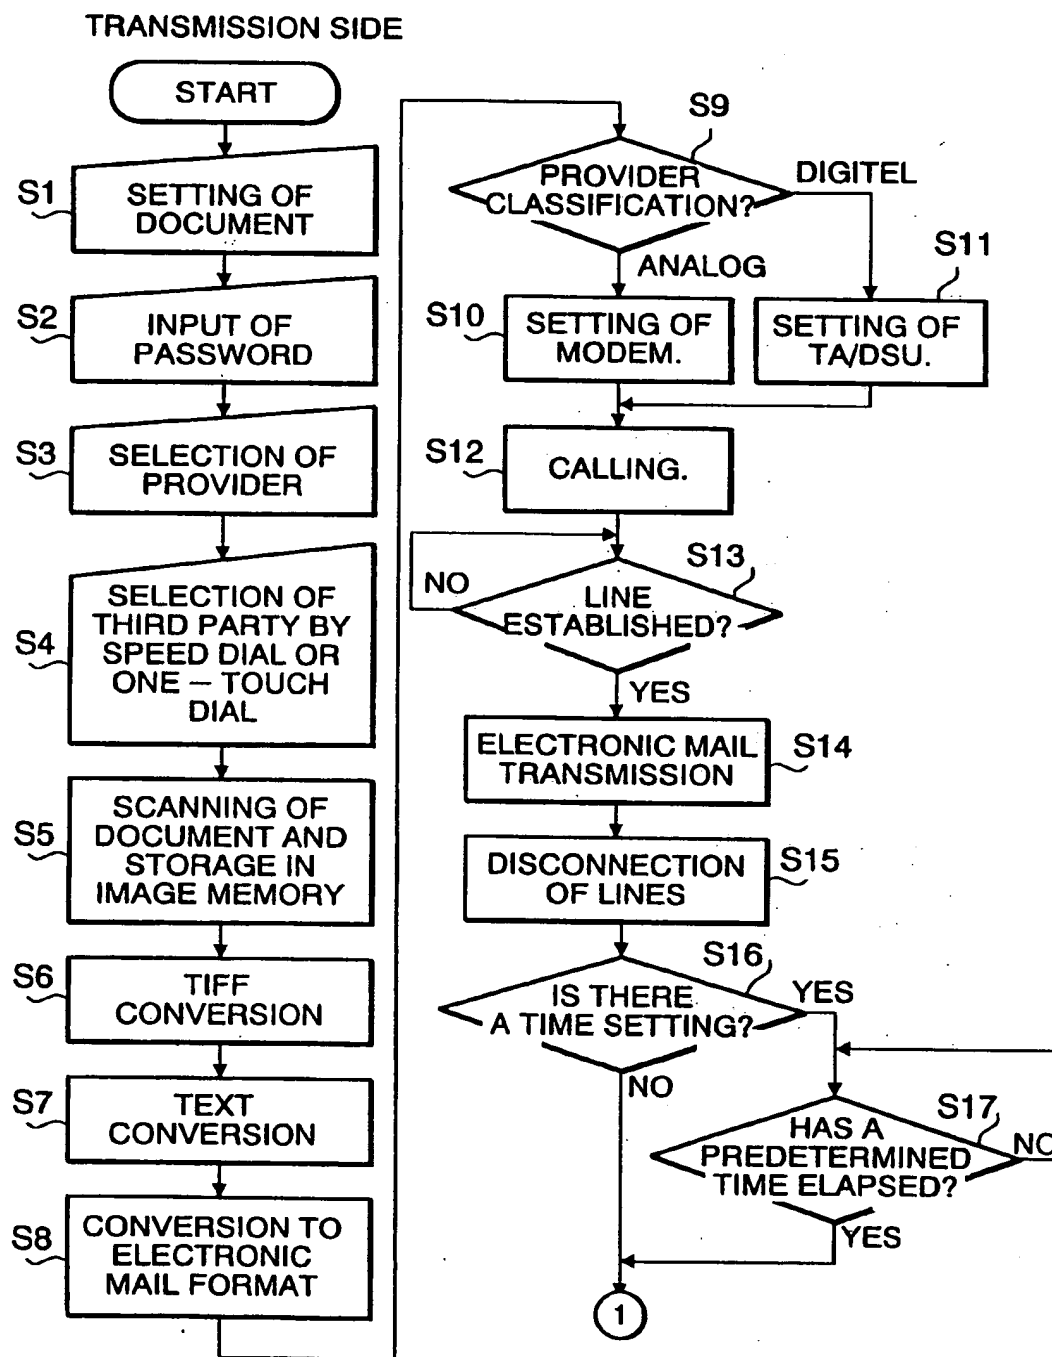 TRANSMISSION SIDE
START
S1
SETTING OF
DOCUMENT
S2
INPUT OF
PASSWORD
S3
SELECTION OF
PROVIDER
S4
SELECTION OF
THIRD PARTY BY
SPEED DIAL OR
ONE – TOUCH
DIAL
S5
SCANNING OF
DOCUMENT AND
STORAGE IN
IMAGE MEMORY
S6
TIFF
CONVERSION
S7
TEXT
CONVERSION
S8
CONVERSION TO
ELECTRONIC
MAIL FORMAT
S9
PROVIDER
CLASSIFICATION?
DIGITEL
ANALOG
S10
SETTING OF
MODEM.
S11
SETTING OF
TA/DSU.
S12
CALLING.
S13
NO
LINE
ESTABLISHED?
YES
ELECTRONIC MAIL
TRANSMISSION
S14
DISCONNECTION
OF LINES
S15
S16
IS THERE
A TIME SETTING?
YES
NO
S17
HAS A
PREDETERMINED
TIME ELAPSED?
NO
YES
1